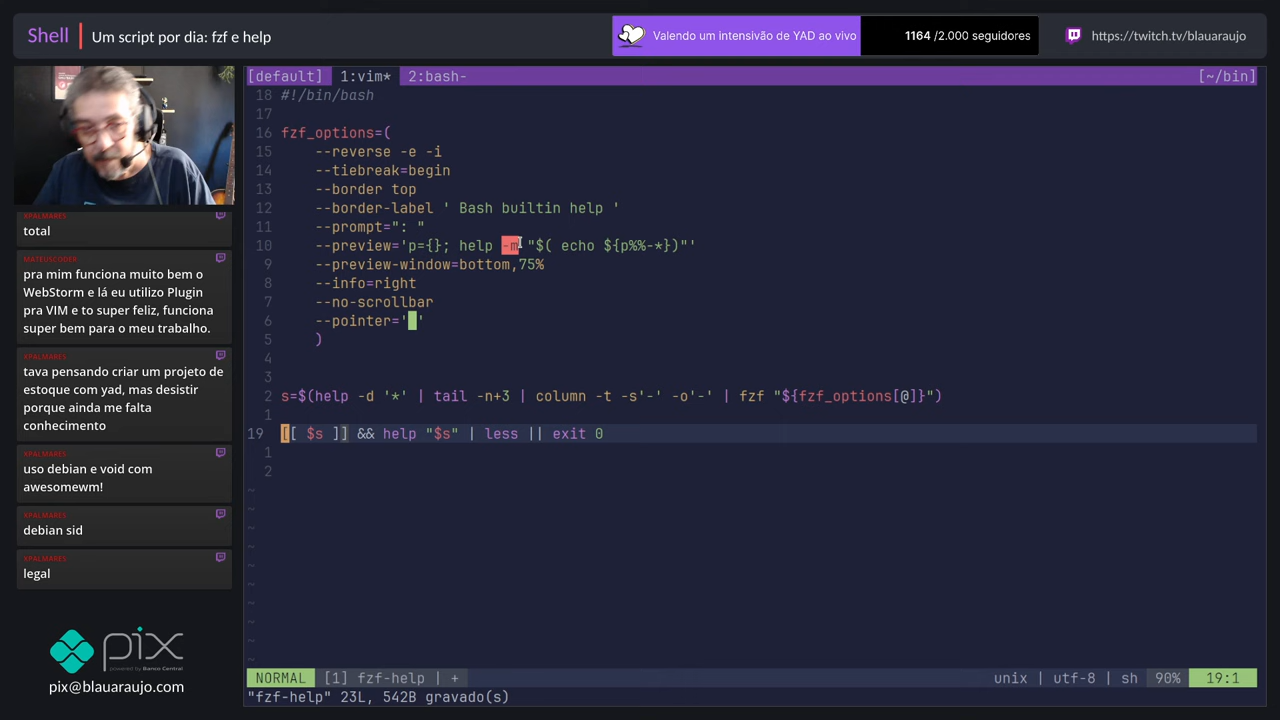 Shell
Um script por dia: fzf e help
Valendo um intensivão de YAD ao vivo
1164 /2.000 seguidores
https://twitch.tv/blauaraujo
[default] 1:vim* 2:bash- [~/bin]
XPALMARES
total
MATEUSCODER
pra mim funciona muito bem o
WebStorm e lá eu utilizo Plugin
pra VIM e to super feliz, funciona
super bem para o meu trabalho.
XPALMARES
tava pensando criar um projeto de
estoque com yad, mas desistir
porque ainda me falta
conhecimento
XPALMARES
uso debian e void com
awesomewm!
XPALMARES
debian sid
XPALMARES
legal
pix
powered by Banco Central
pix@blauaraujo.com
18 #!/bin/bash
17
16 fzf_options=(
15 --reverse -e -i
14 --tiebreak=begin
13 --border top
12 --border-label ' Bash builtin help '
11 --prompt=": "
10 --preview='p={}; help -m "$( echo ${p%%-*})"'
9 --preview-window=bottom,75%
8 --info=right
7 --no-scrollbar
6 --pointer=' '
5 )
4
3
2 s=$(help -d '*' | tail -n+3 | column -t -s'-' -o'-' | fzf "${fzf_options[@]}")
1
19 [[ $s ]] && help "$s" | less || exit 0
1
2
~
~
~
~
~
~
~
~
~
~
NORMAL [1] fzf-help | + unix | utf-8 | sh 90% 19:1
"fzf-help" 23L, 542B gravado(s)